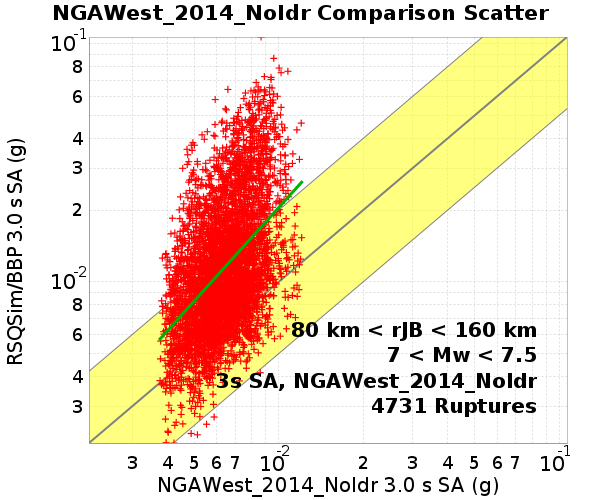 NGAWest_2014_NoIdr Comparison Scatter
10-1
8
6
4
3
2
10-2
8
6
4
3
RSQSim/BBP 3.0 s SA (g)
80 km < rJB < 160 km
7 < Mw < 7.5
3s SA, NGAWest_2014_NoIdr
4731 Ruptures
3 4 5 6 7 10-2 2 3 4 5 6 7 10-1
NGAWest_2014_NoIdr 3.0 s SA (g)